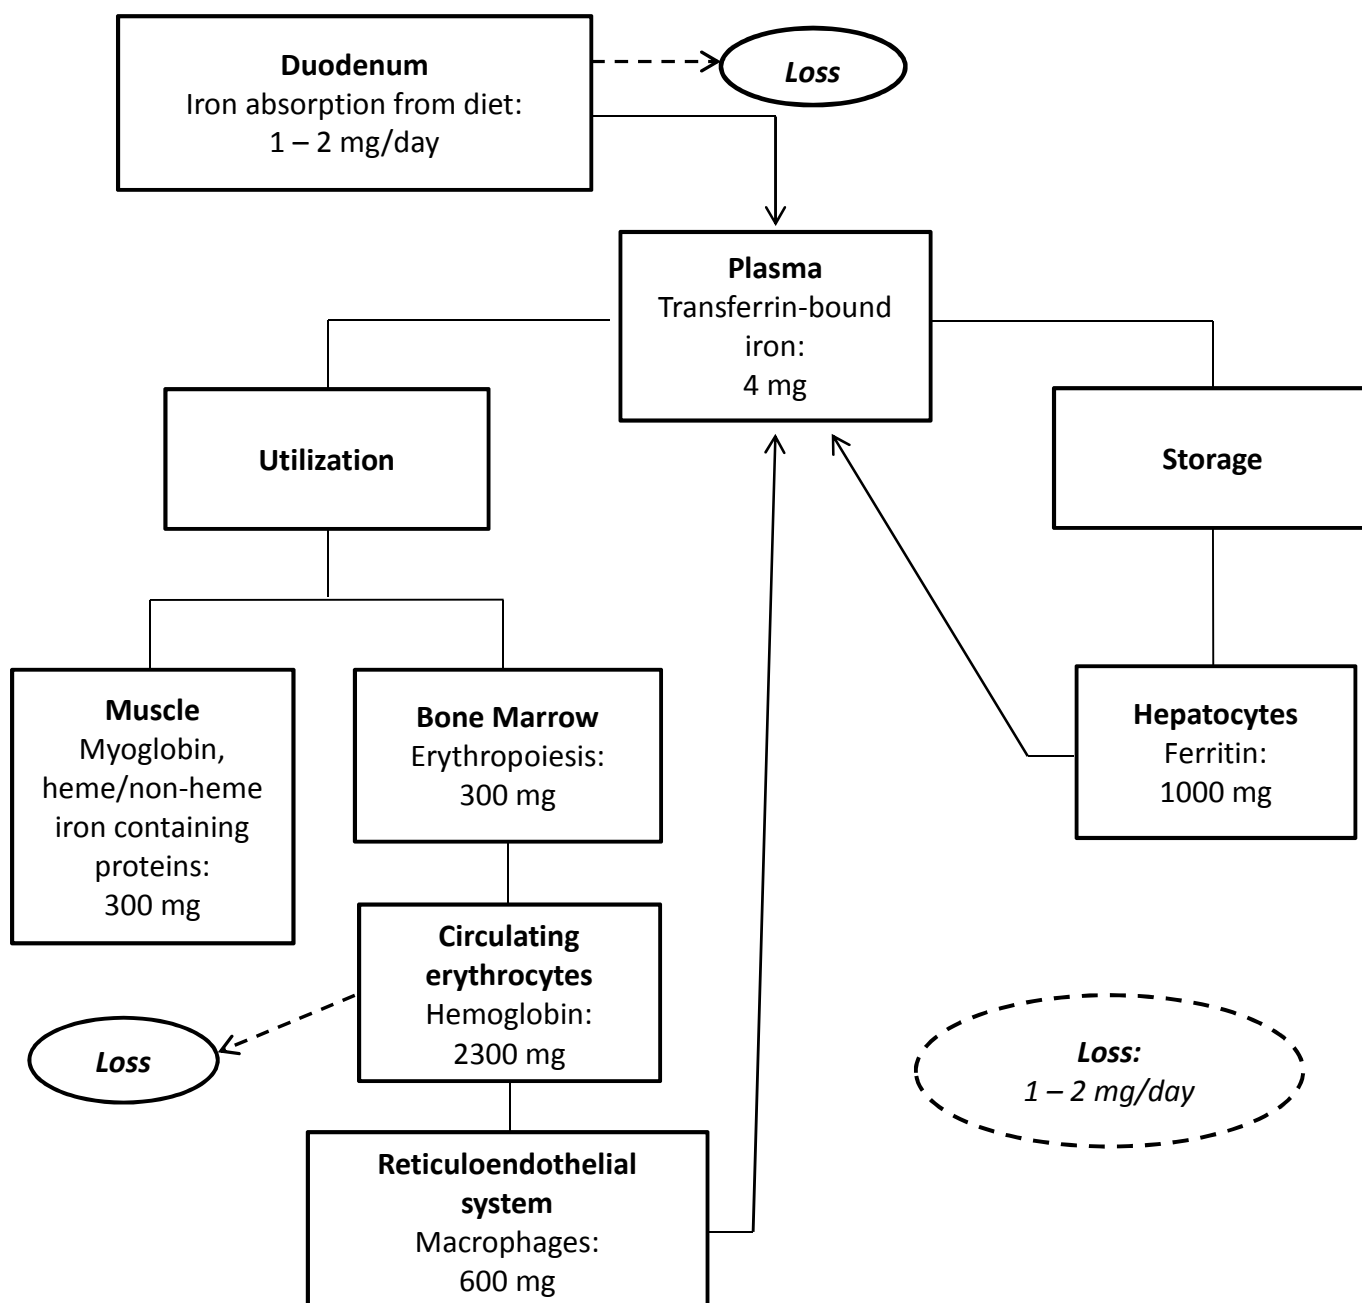 Duodenum
Iron absorption from diet:
1 – 2 mg/day
Loss
Plasma
Transferrin-bound
iron:
4 mg
Utilization
Storage
Muscle
Myoglobin,
heme/non-heme
iron containing
proteins:
300 mg
Bone Marrow
Erythropoiesis:
300 mg
Hepatocytes
Ferritin:
1000 mg
Circulating
erythrocytes
Hemoglobin:
2300 mg
Loss
Loss:
1 – 2 mg/day
Reticuloendothelial
system
Macrophages:
600 mg